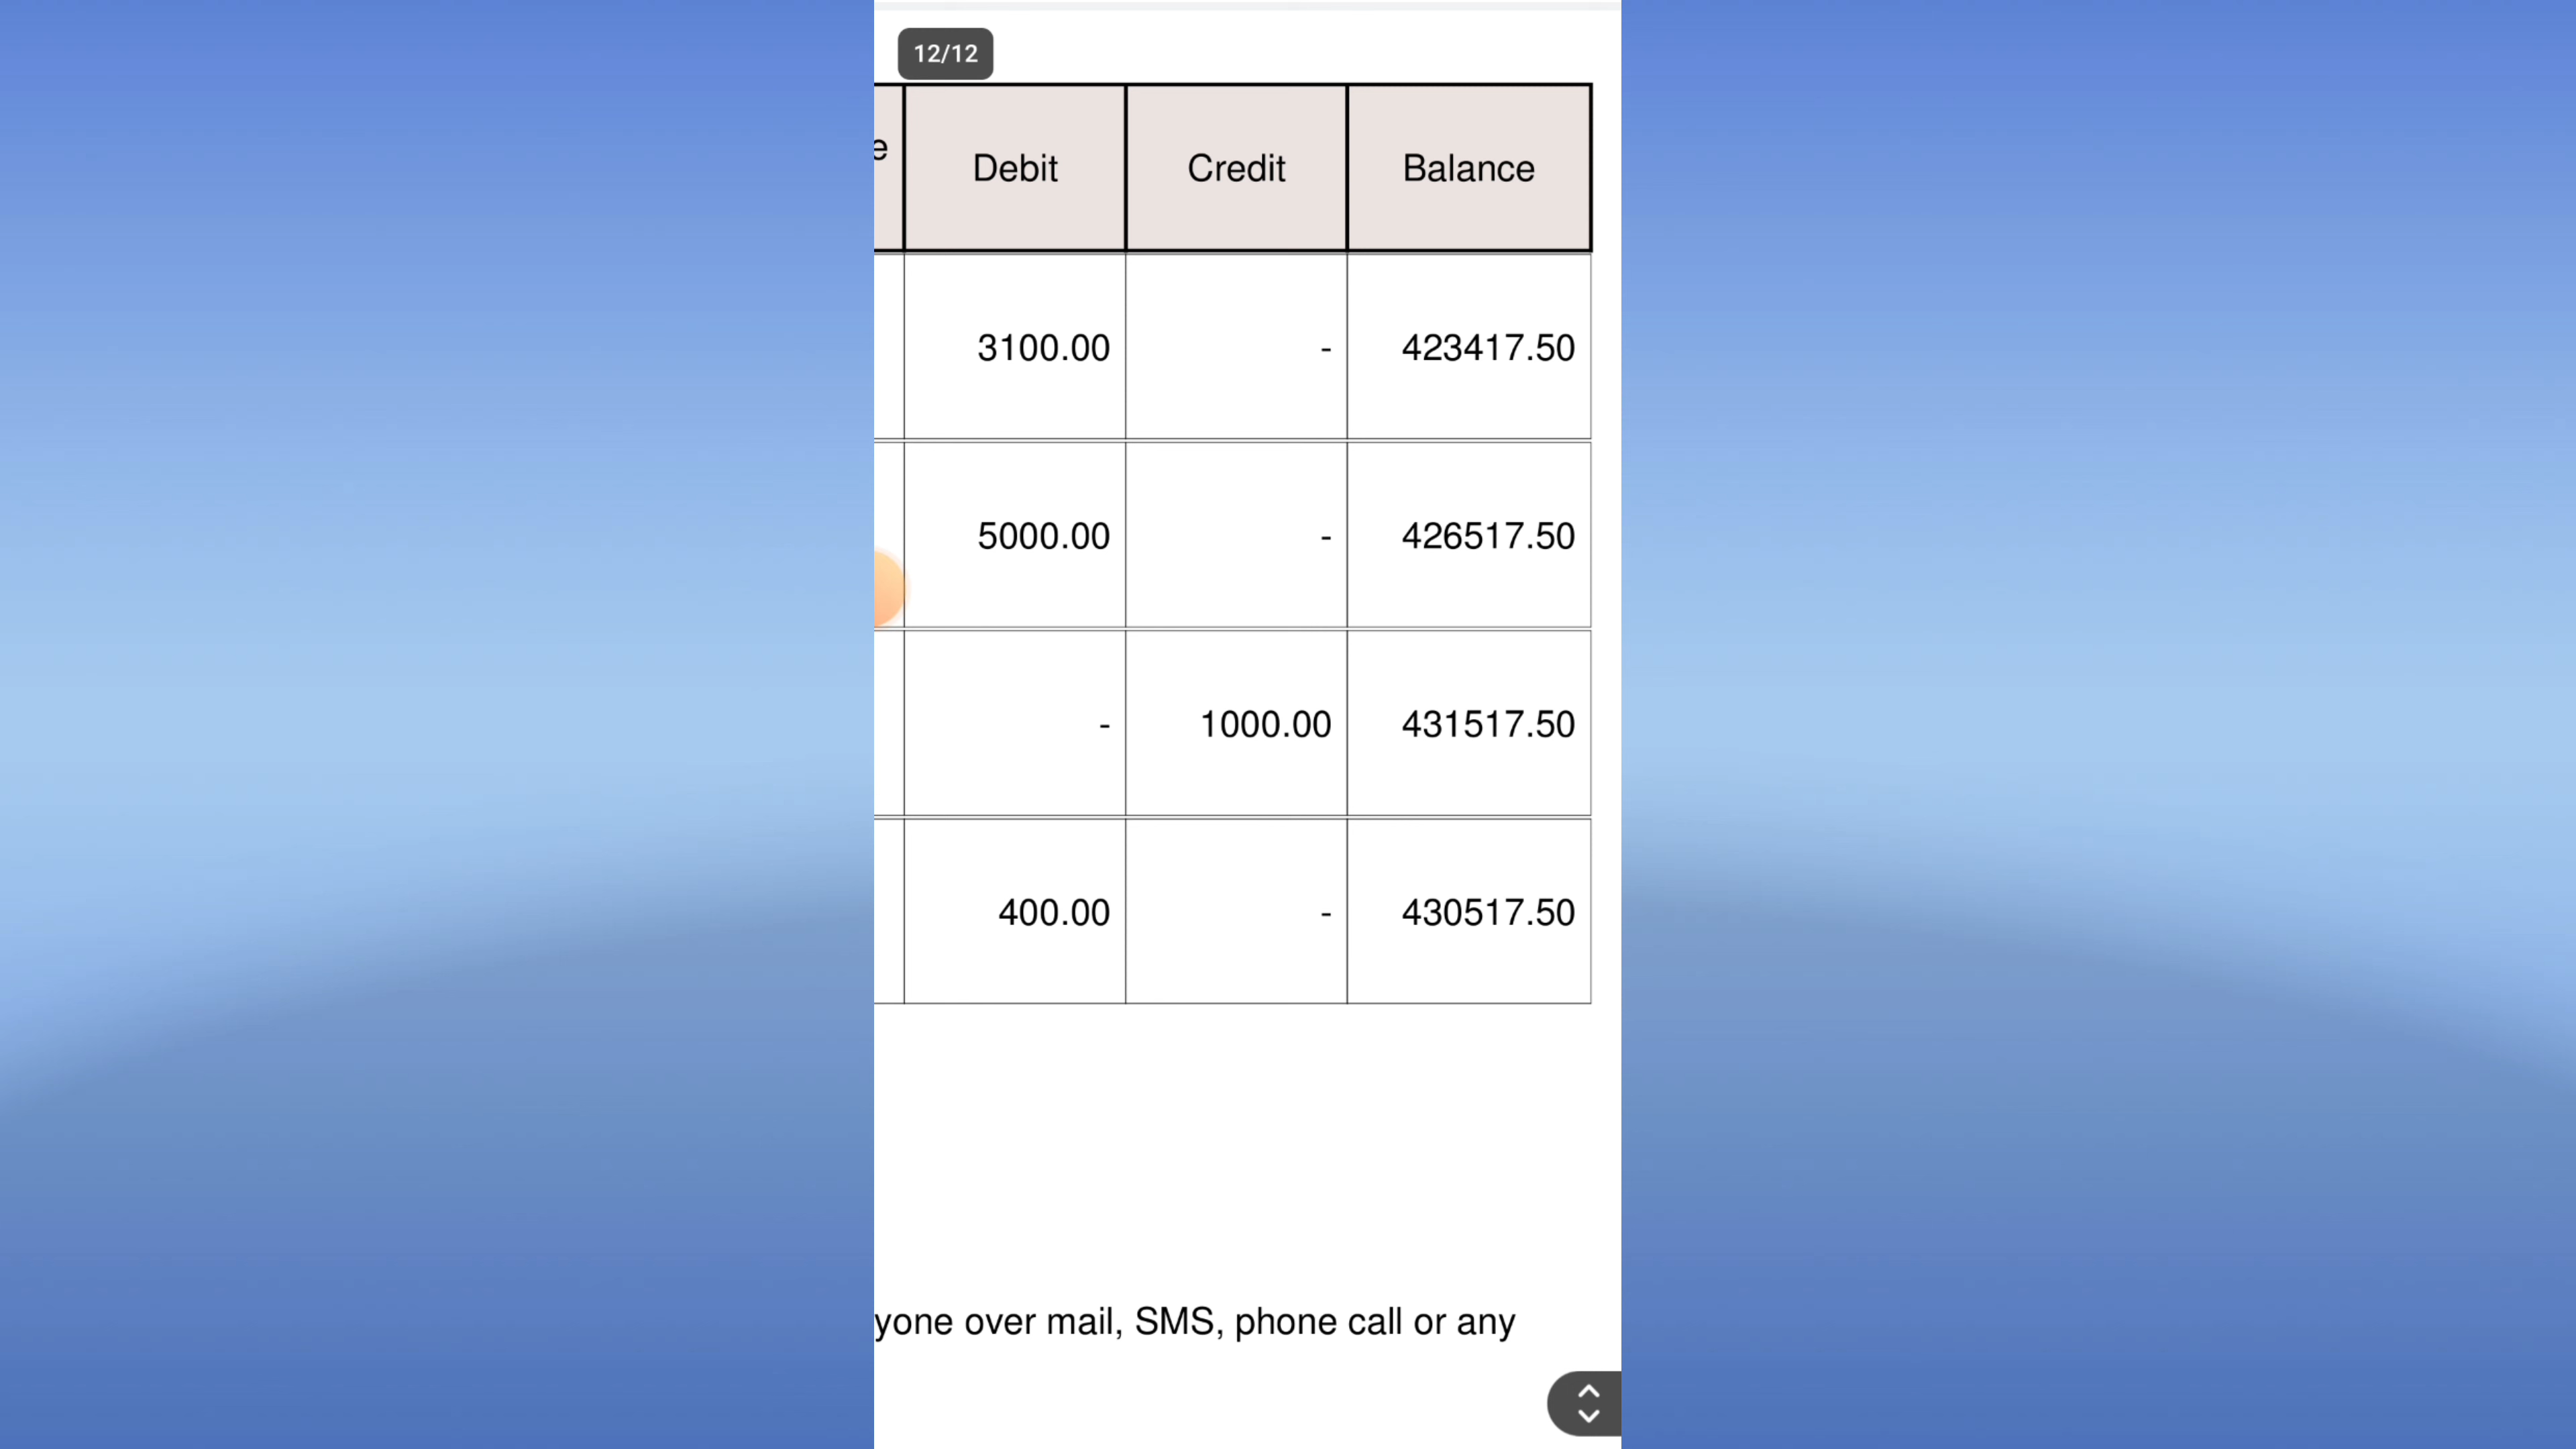 12/12
e Debit Credit Balance
3100.00 - 423417.50
5000.00 - 426517.50
- 1000.00 431517.50
400.00 - 430517.50
yone over mail, SMS, phone call or any